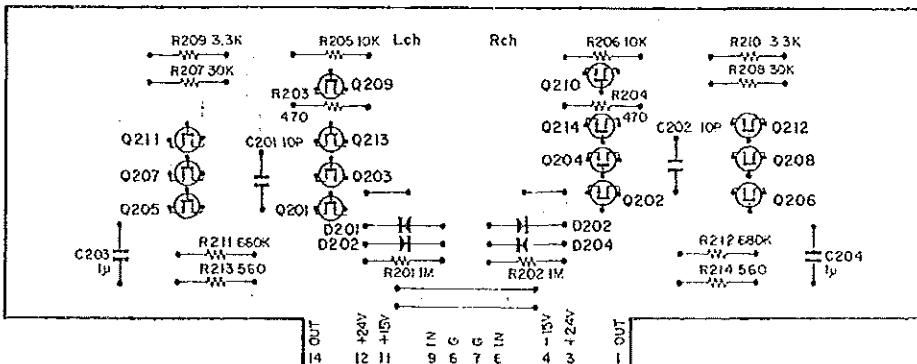 R209 3.3K R205 10K Lch Rch R206 10K R210 3.3K
R207 30K Q209 Q210 R208 30K
R203 470 R204 470
Q211 C201 10P Q213 Q214 C202 10P Q212
Q207 Q203 Q204 Q208
Q205 Q201 Q202 Q206
D201 D202
R211 680K D202 D204 R212 680K
C203 1μ R213 560 R201 1M R202 1M R214 560 C204 1μ
OUT +24V +15V IN G G IN -15V +24V OUT
14 12 11 9 6 7 6 4 3 1